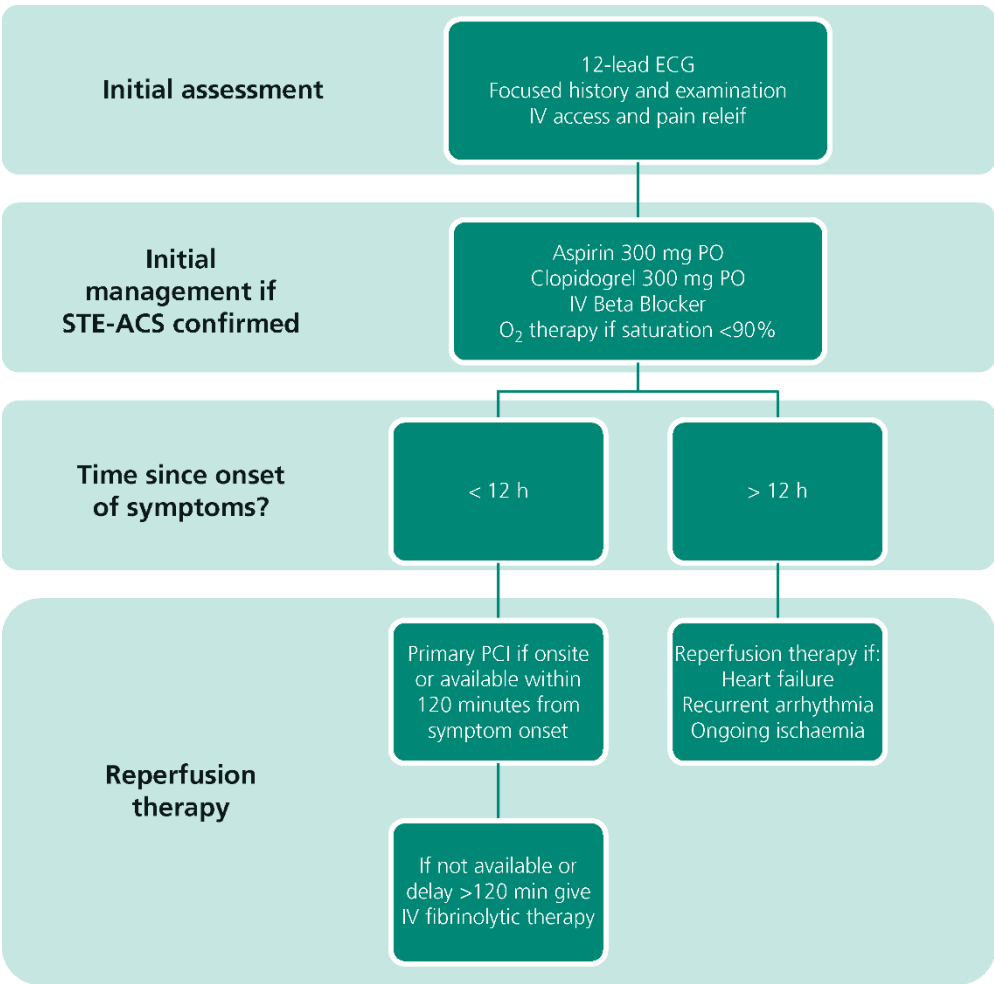 Initial assessment
12-lead ECG
Focused history and examination
IV access and pain releif
Initial
management if
STE-ACS confirmed
Aspirin 300 mg PO
Clopidogrel 300 mg PO
IV Beta Blocker
O₂ therapy if saturation <90%
Time since onset
of symptoms?
< 12 h
> 12 h
Reperfusion
therapy
Primary PCI if onsite
or available within
120 minutes from
symptom onset
Reperfusion therapy if:
Heart failure
Recurrent arrhythmia
Ongoing ischaemia
If not available or
delay >120 min give
IV fibrinolytic therapy